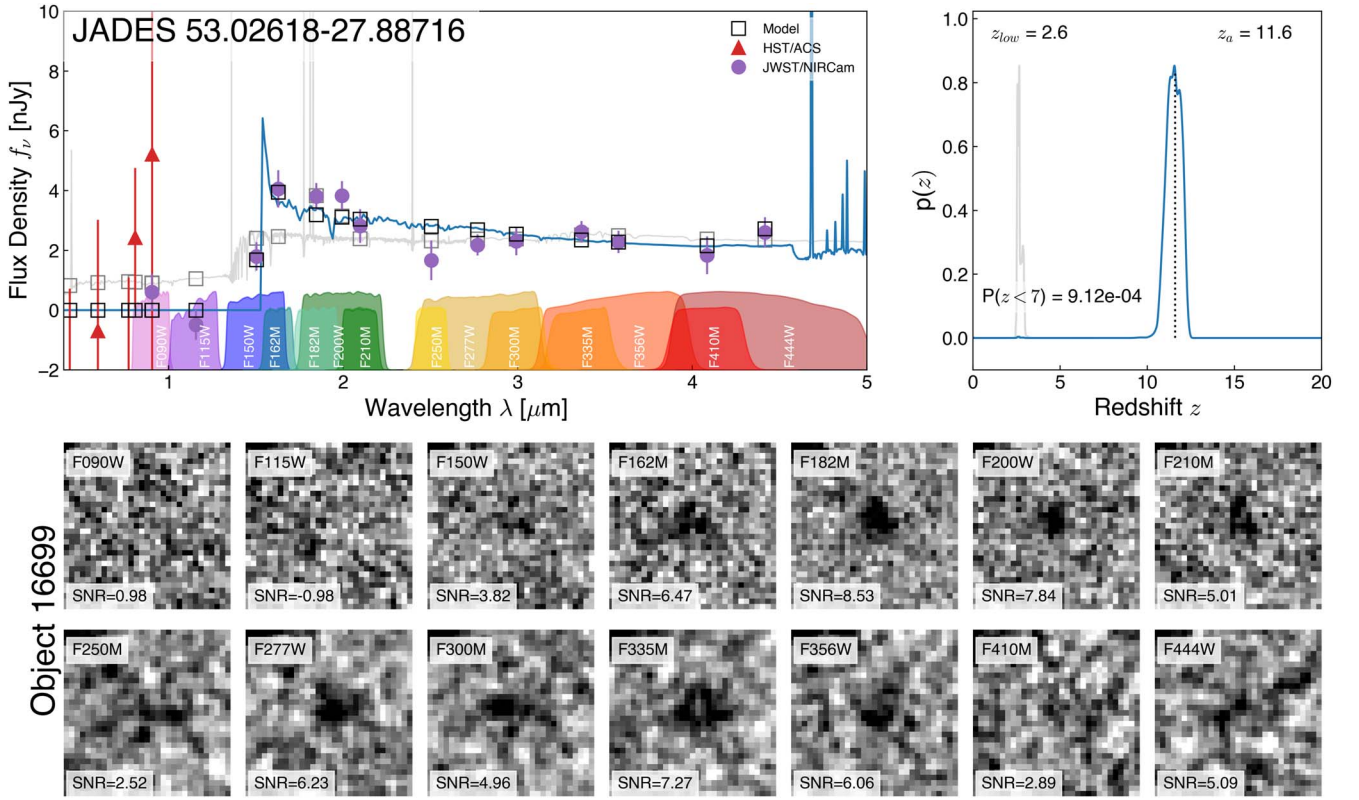 JADES 53.02618-27.88716
Model
HST/ACS
JWST/NIRCam
Flux Density fν [nJy]
10
8
6
4
2
0
−2
F090W
F115W
F150W
F162M
F182M
F200W
F210M
F250M
F277W
F300M
F335M
F356W
F410M
F444W
1
2
3
4
5
Wavelength λ [μm]
zlow = 2.6
za = 11.6
P(z < 7) = 9.12e-04
p(z)
1.0
0.8
0.6
0.4
0.2
0.0
0
5
10
15
20
Redshift z
Object 16699
F090W
SNR=0.98
F115W
SNR=-0.98
F150W
SNR=3.82
F162M
SNR=6.47
F182M
SNR=8.53
F200W
SNR=7.84
F210M
SNR=5.01
F250M
SNR=2.52
F277W
SNR=6.23
F300M
SNR=4.96
F335M
SNR=7.27
F356W
SNR=6.06
F410M
SNR=2.89
F444W
SNR=5.09